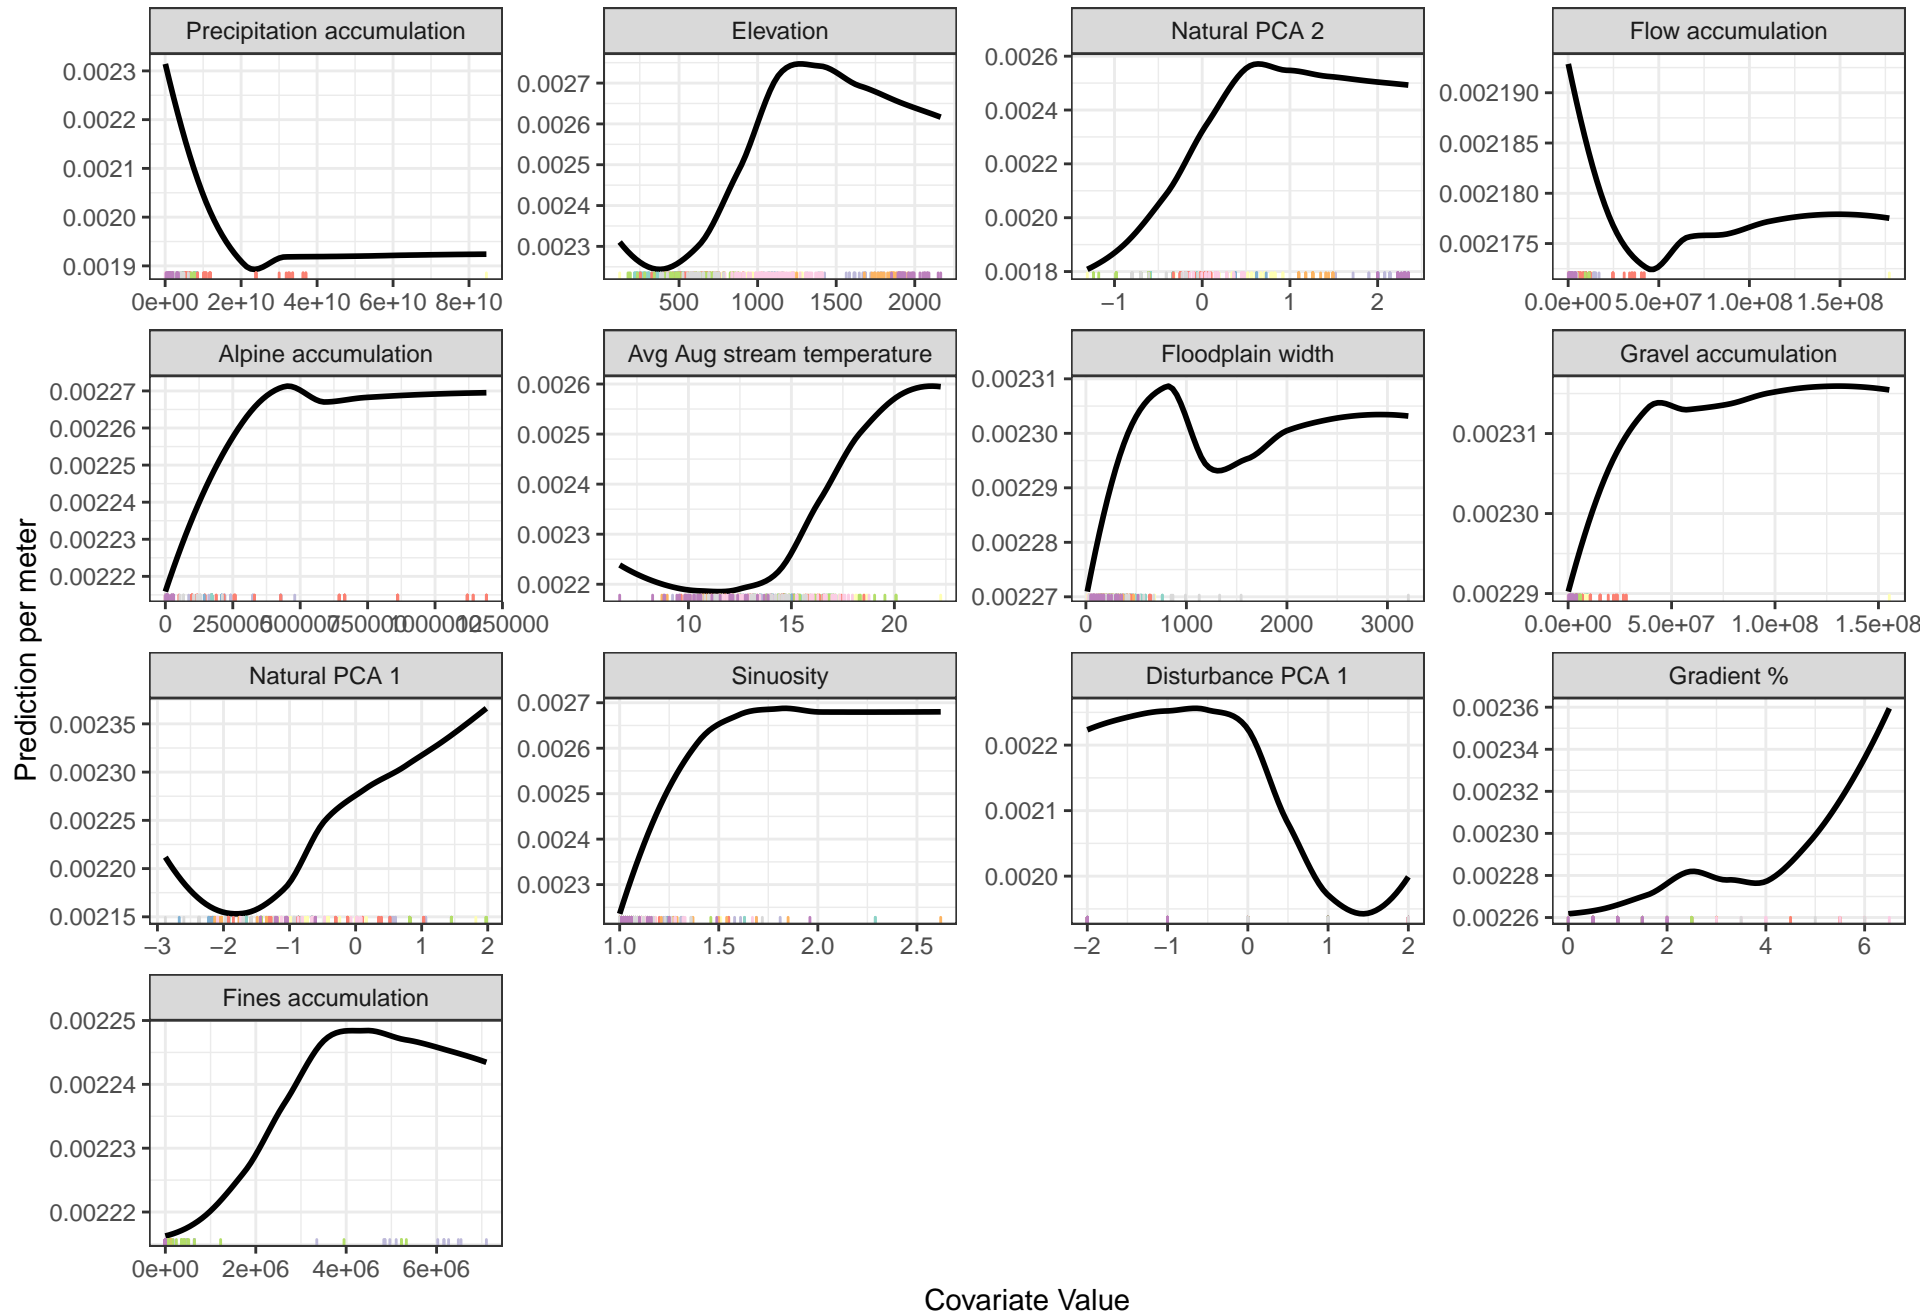 Precipitation accumulation
Elevation
Natural PCA 2
Flow accumulation
0.0023
0.0022
0.0021
0.0020
0.0019
0e+00 2e+10 4e+10 6e+10 8e+10
0.0027
0.0026
0.0025
0.0024
0.0023
500 1000 1500 2000
0.0026
0.0024
0.0022
0.0020
0.0018
−1 0 1 2
0.002190
0.002185
0.002180
0.002175
0.0e+00 5.0e+07 1.0e+08 1.5e+08
Alpine accumulation
Avg Aug stream temperature
Floodplain width
Gravel accumulation
0.00227
0.00226
0.00225
0.00224
0.00223
0.00222
0 250000 500000 750000 1000000 1250000
0.0026
0.0025
0.0024
0.0023
0.0022
10 15 20
0.00231
0.00230
0.00229
0.00228
0.00227
0 1000 2000 3000
0.00231
0.00230
0.00229
0.0e+00 5.0e+07 1.0e+08 1.5e+08
Prediction per meter
Natural PCA 1
Sinuosity
Disturbance PCA 1
Gradient %
0.00235
0.00230
0.00225
0.00220
0.00215
−3 −2 −1 0 1 2
0.0027
0.0026
0.0025
0.0024
0.0023
1.0 1.5 2.0 2.5
0.0022
0.0021
0.0020
−2 −1 0 1 2
0.00236
0.00234
0.00232
0.00230
0.00228
0.00226
0 2 4 6
Fines accumulation
0.00225
0.00224
0.00223
0.00222
0e+00 2e+06 4e+06 6e+06
Covariate Value